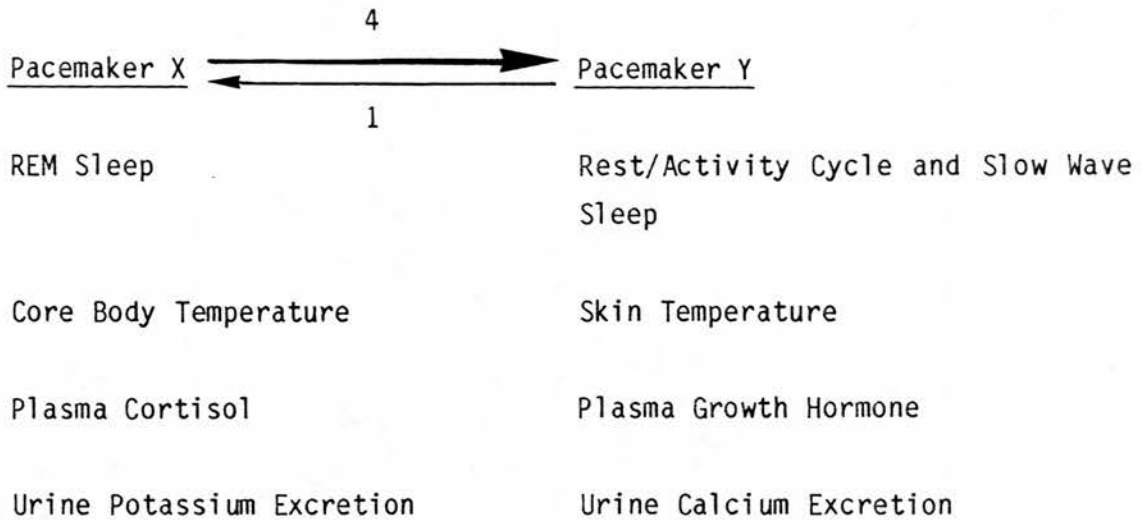 4
Pacemaker X Pacemaker Y
1
REM Sleep Rest/Activity Cycle and Slow Wave
Sleep
Core Body Temperature Skin Temperature
Plasma Cortisol Plasma Growth Hormone
Urine Potassium Excretion Urine Calcium Excretion